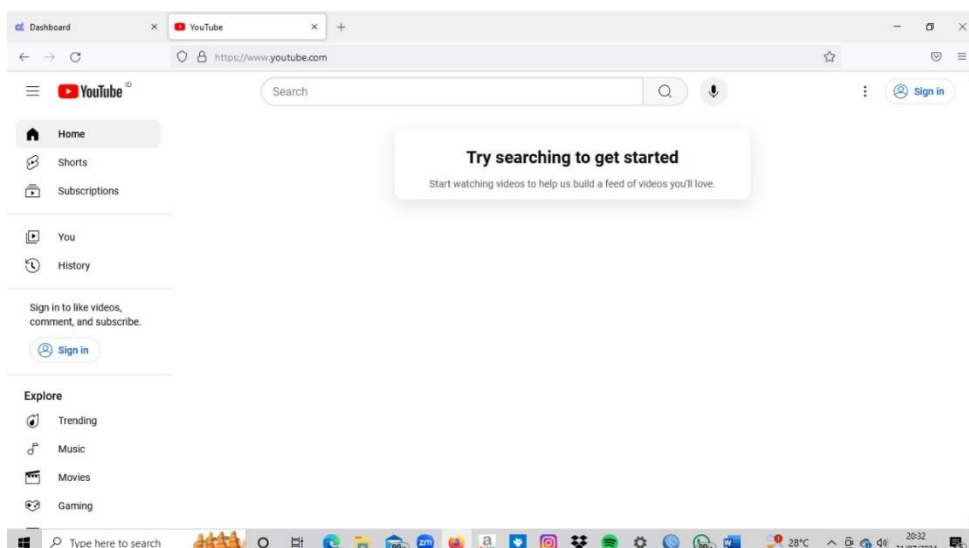 Dashboard
YouTube
https://www.youtube.com
YouTube ID
Search
Sign in
Home
Shorts
Subscriptions
You
History
Sign in to like videos,
comment, and subscribe.
Sign in
Explore
Trending
Music
Movies
Gaming
Try searching to get started
Start watching videos to help us build a feed of videos you'll love.
Type here to search
zm
a
28°C
20:32